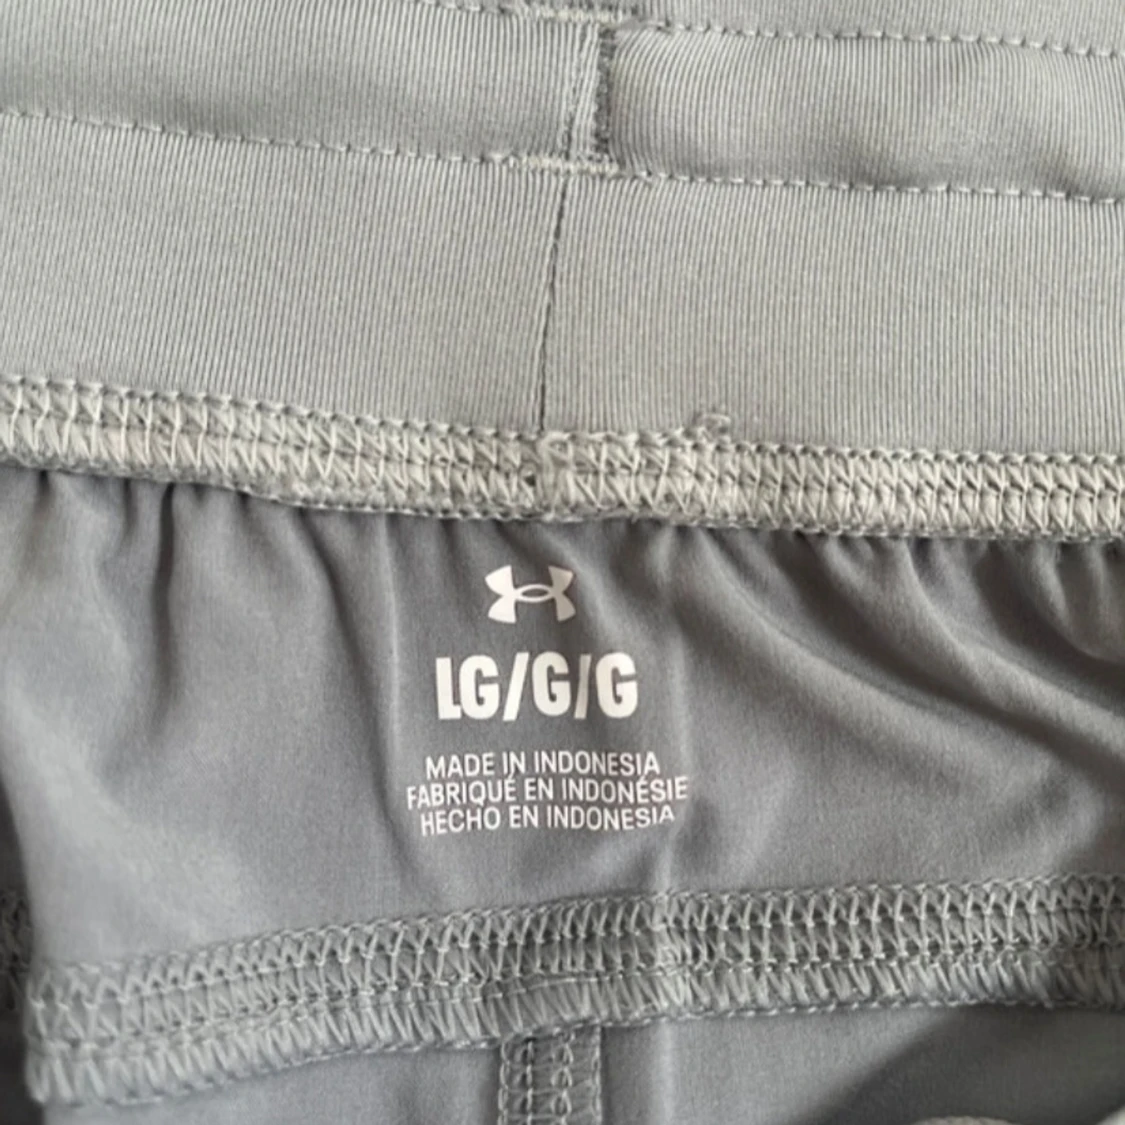 LG/G/G
MADE IN INDONESIA
FABRIQUÉ EN INDONÉSIE
HECHO EN INDONESIA